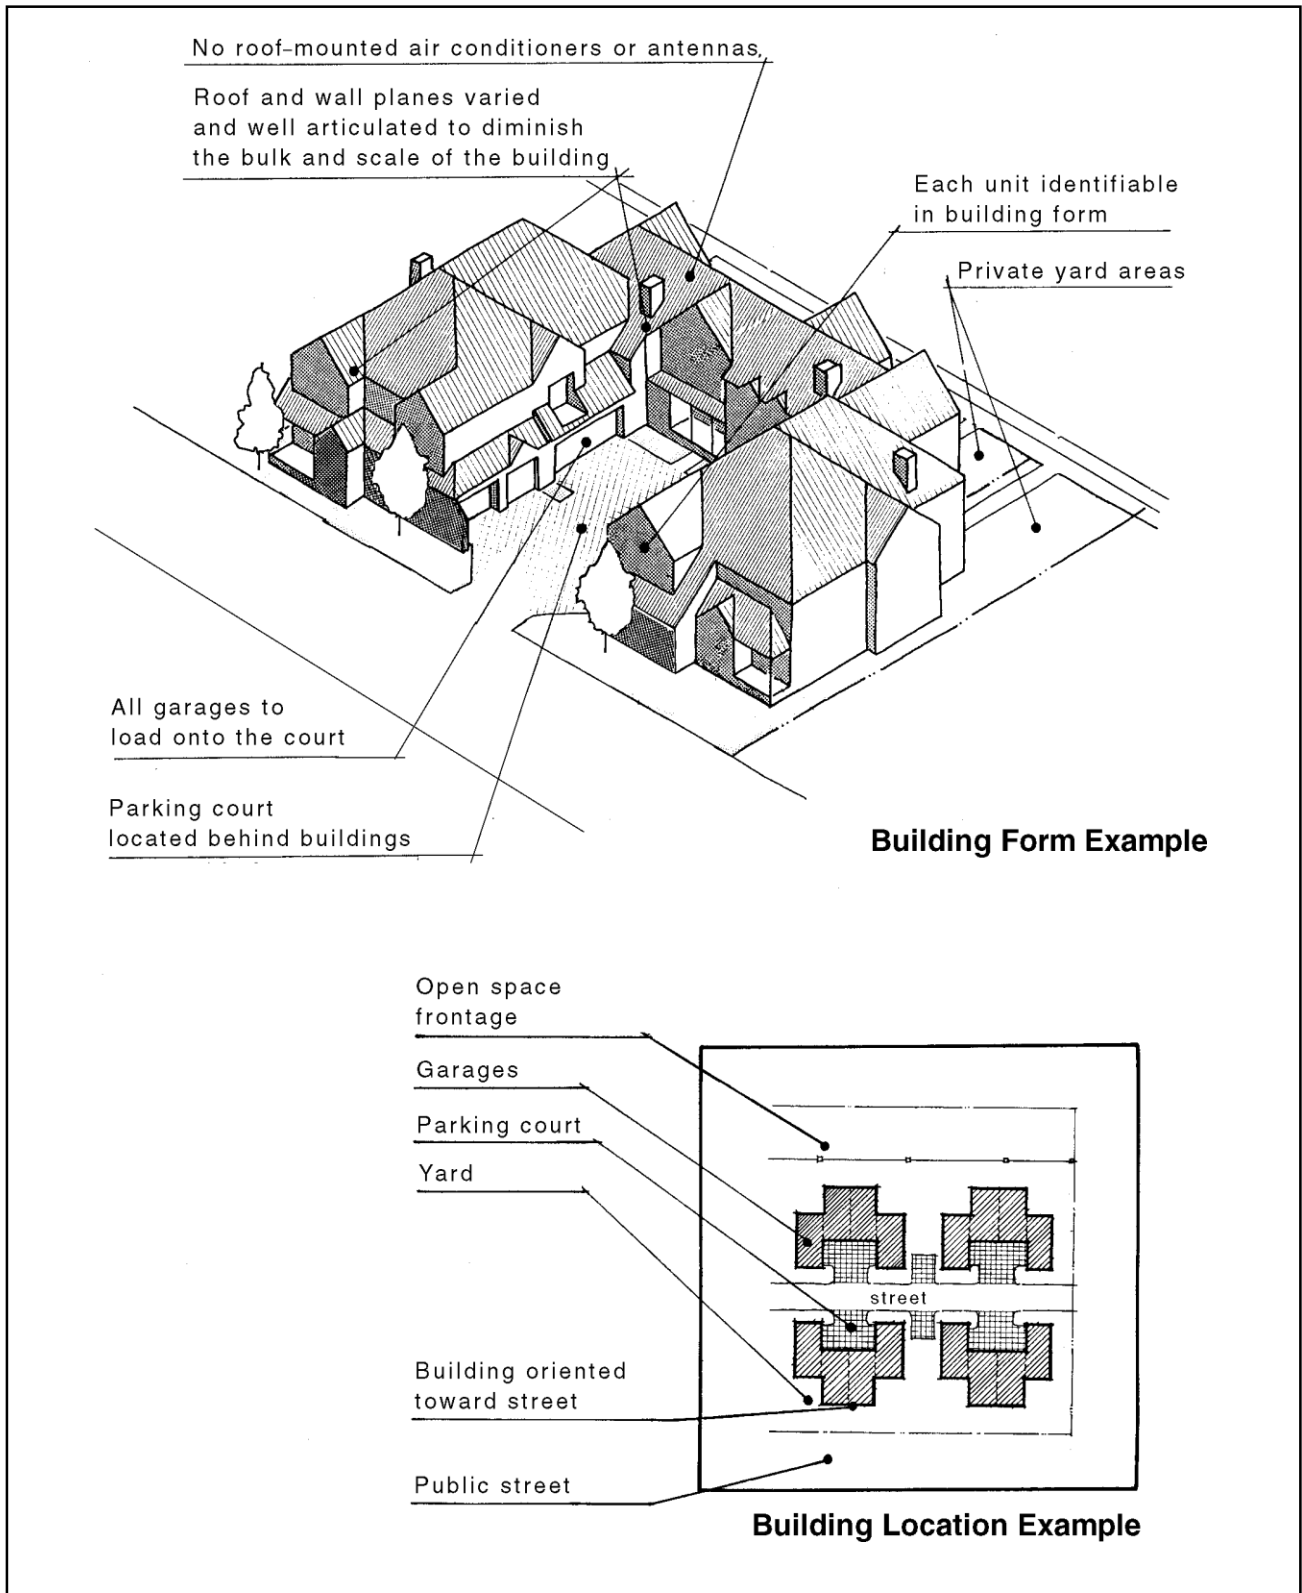 No roof-mounted air conditioners or antennas.
Roof and wall planes varied
and well articulated to diminish
the bulk and scale of the building
Each unit identifiable
in building form
Private yard areas
All garages to
load onto the court
Parking court
located behind buildings
Building Form Example
Open space
frontage
Garages
Parking court
Yard
street
Building oriented
toward street
Public street
Building Location Example